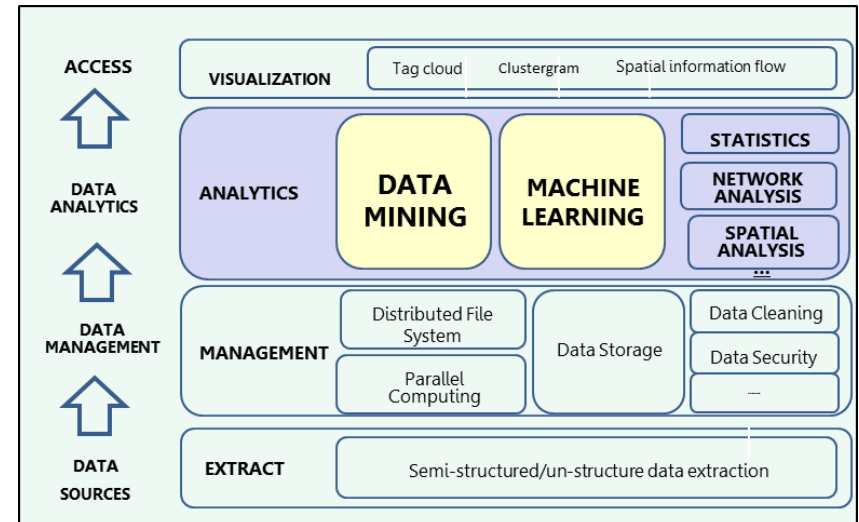 ACCESS
VISUALIZATION
Tag cloud
Clustergram
Spatial information flow
DATA
ANALYTICS
ANALYTICS
DATA
MINING
MACHINE
LEARNING
STATISTICS
NETWORK
ANALYSIS
SPATIAL
ANALYSIS
...
DATA
MANAGEMENT
MANAGEMENT
Distributed File
System
Parallel
Computing
Data Storage
Data Cleaning
Data Security
......
DATA
SOURCES
EXTRACT
Semi-structured/un-structure data extraction